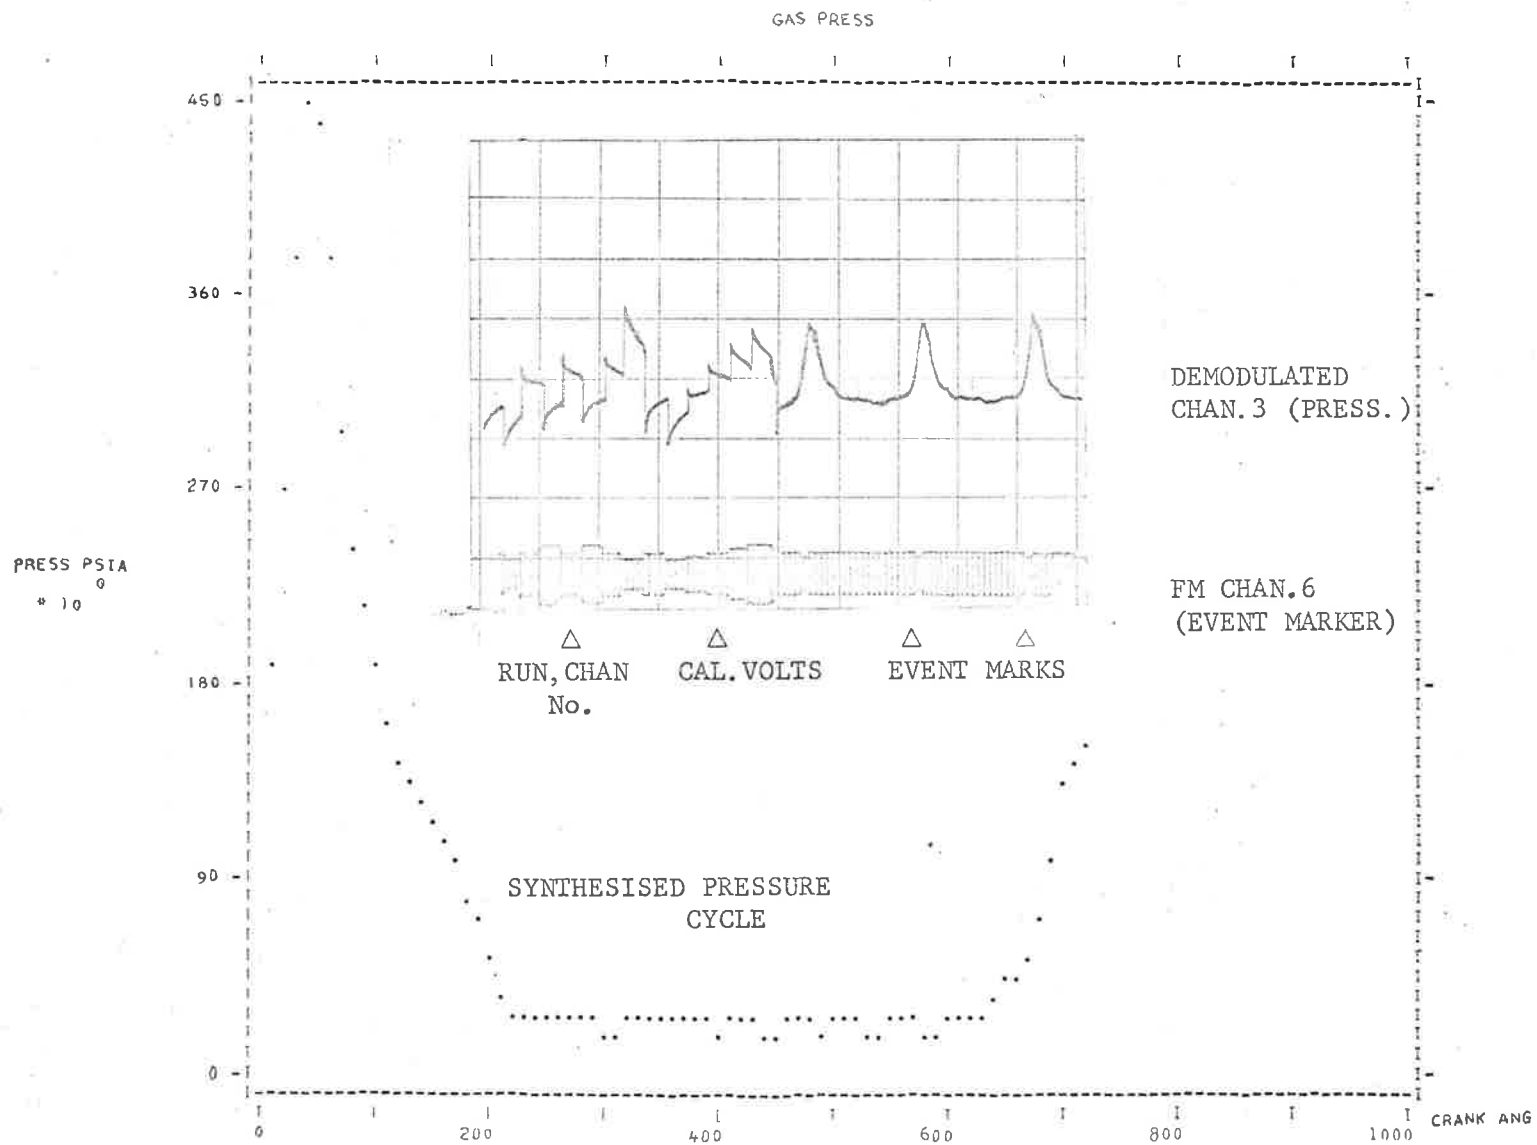 GAS PRESS
450
360
DEMODULATED
CHAN.3 (PRESS.)
270
PRESS PSIA
0
* 10
FM CHAN.6
(EVENT MARKER)
RUN, CHAN
No.
CAL.VOLTS
EVENT MARKS
180
90
SYNTHESISED PRESSURE
CYCLE
0
0 200 400 600 800 1000 CRANK ANG